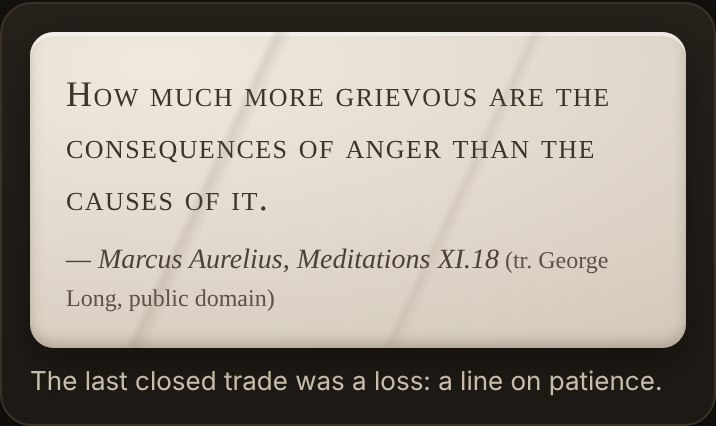 How much more grievous are the
consequences of anger than the
causes of it.
— Marcus Aurelius, Meditations XI.18 (tr. George
Long, public domain)
The last closed trade was a loss: a line on patience.